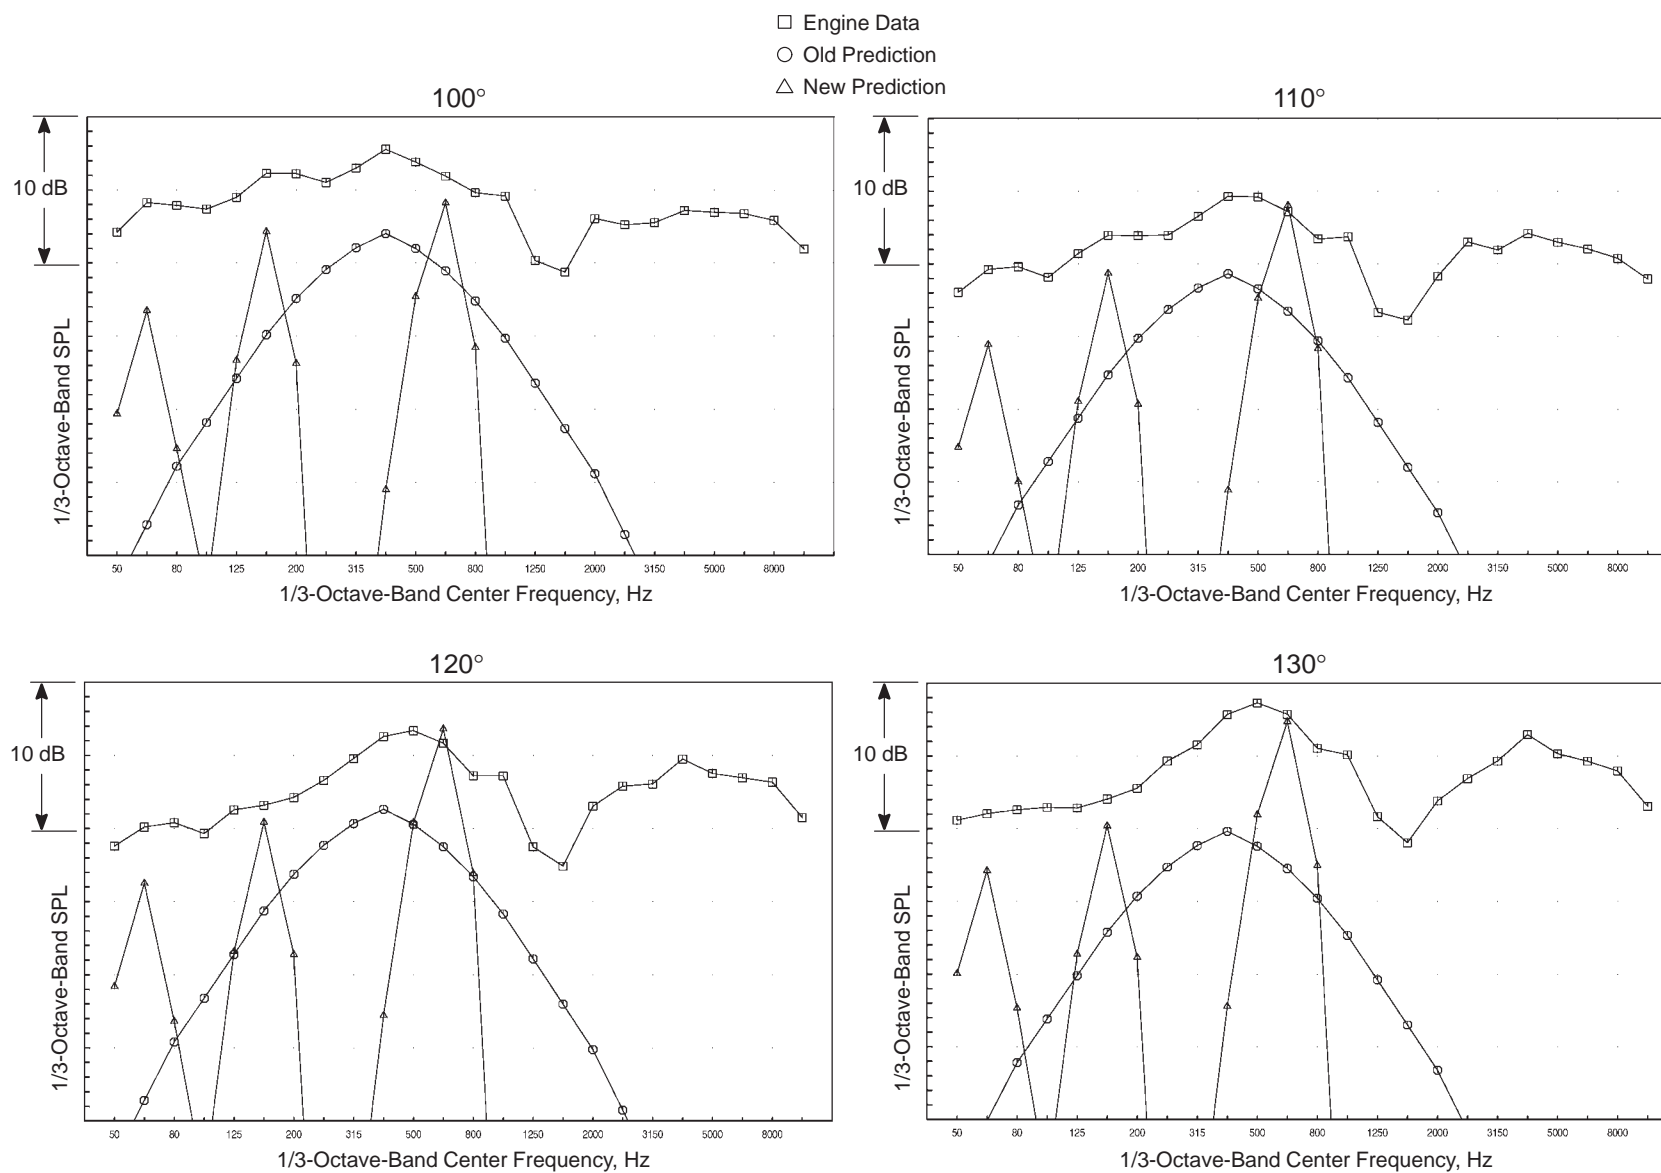 Engine Data
Old Prediction
New Prediction
100°
10 dB
1/3-Octave-Band SPL
50 80 125 200 315 500 800 1250 2000 3150 5000 8000
1/3-Octave-Band Center Frequency, Hz
110°
10 dB
1/3-Octave-Band SPL
50 80 125 200 315 500 800 1250 2000 3150 5000 8000
1/3-Octave-Band Center Frequency, Hz
120°
10 dB
1/3-Octave-Band SPL
50 80 125 200 315 500 800 1250 2000 3150 5000 8000
1/3-Octave-Band Center Frequency, Hz
130°
10 dB
1/3-Octave-Band SPL
50 80 125 200 315 500 800 1250 2000 3150 5000 8000
1/3-Octave-Band Center Frequency, Hz